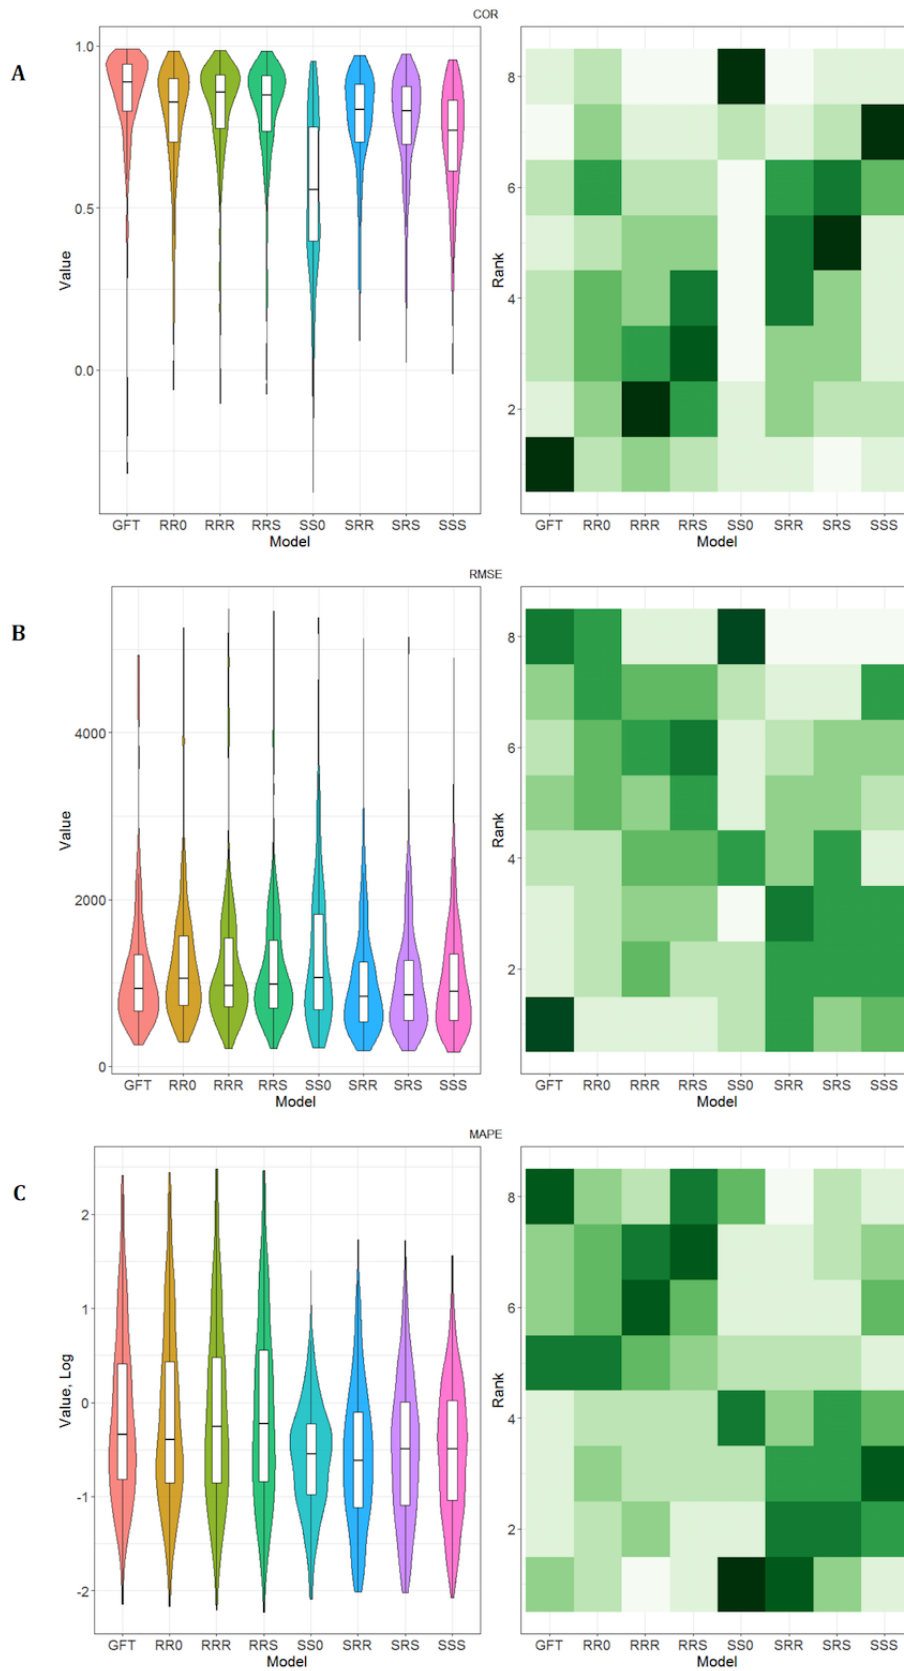 COR
A
1.0
0.5
0.0
Value
GFT RR0 RRR RRS SS0 SRR SRS SSS
Model
8
6
4
2
Rank
GFT RR0 RRR RRS SS0 SRR SRS SSS
Model
RMSE
B
4000
2000
0
Value
GFT RR0 RRR RRS SS0 SRR SRS SSS
Model
8
6
4
2
Rank
GFT RR0 RRR RRS SS0 SRR SRS SSS
Model
MAPE
C
2
1
0
-1
-2
Value, Log
GFT RR0 RRR RRS SS0 SRR SRS SSS
Model
8
6
4
2
Rank
GFT RR0 RRR RRS SS0 SRR SRS SSS
Model